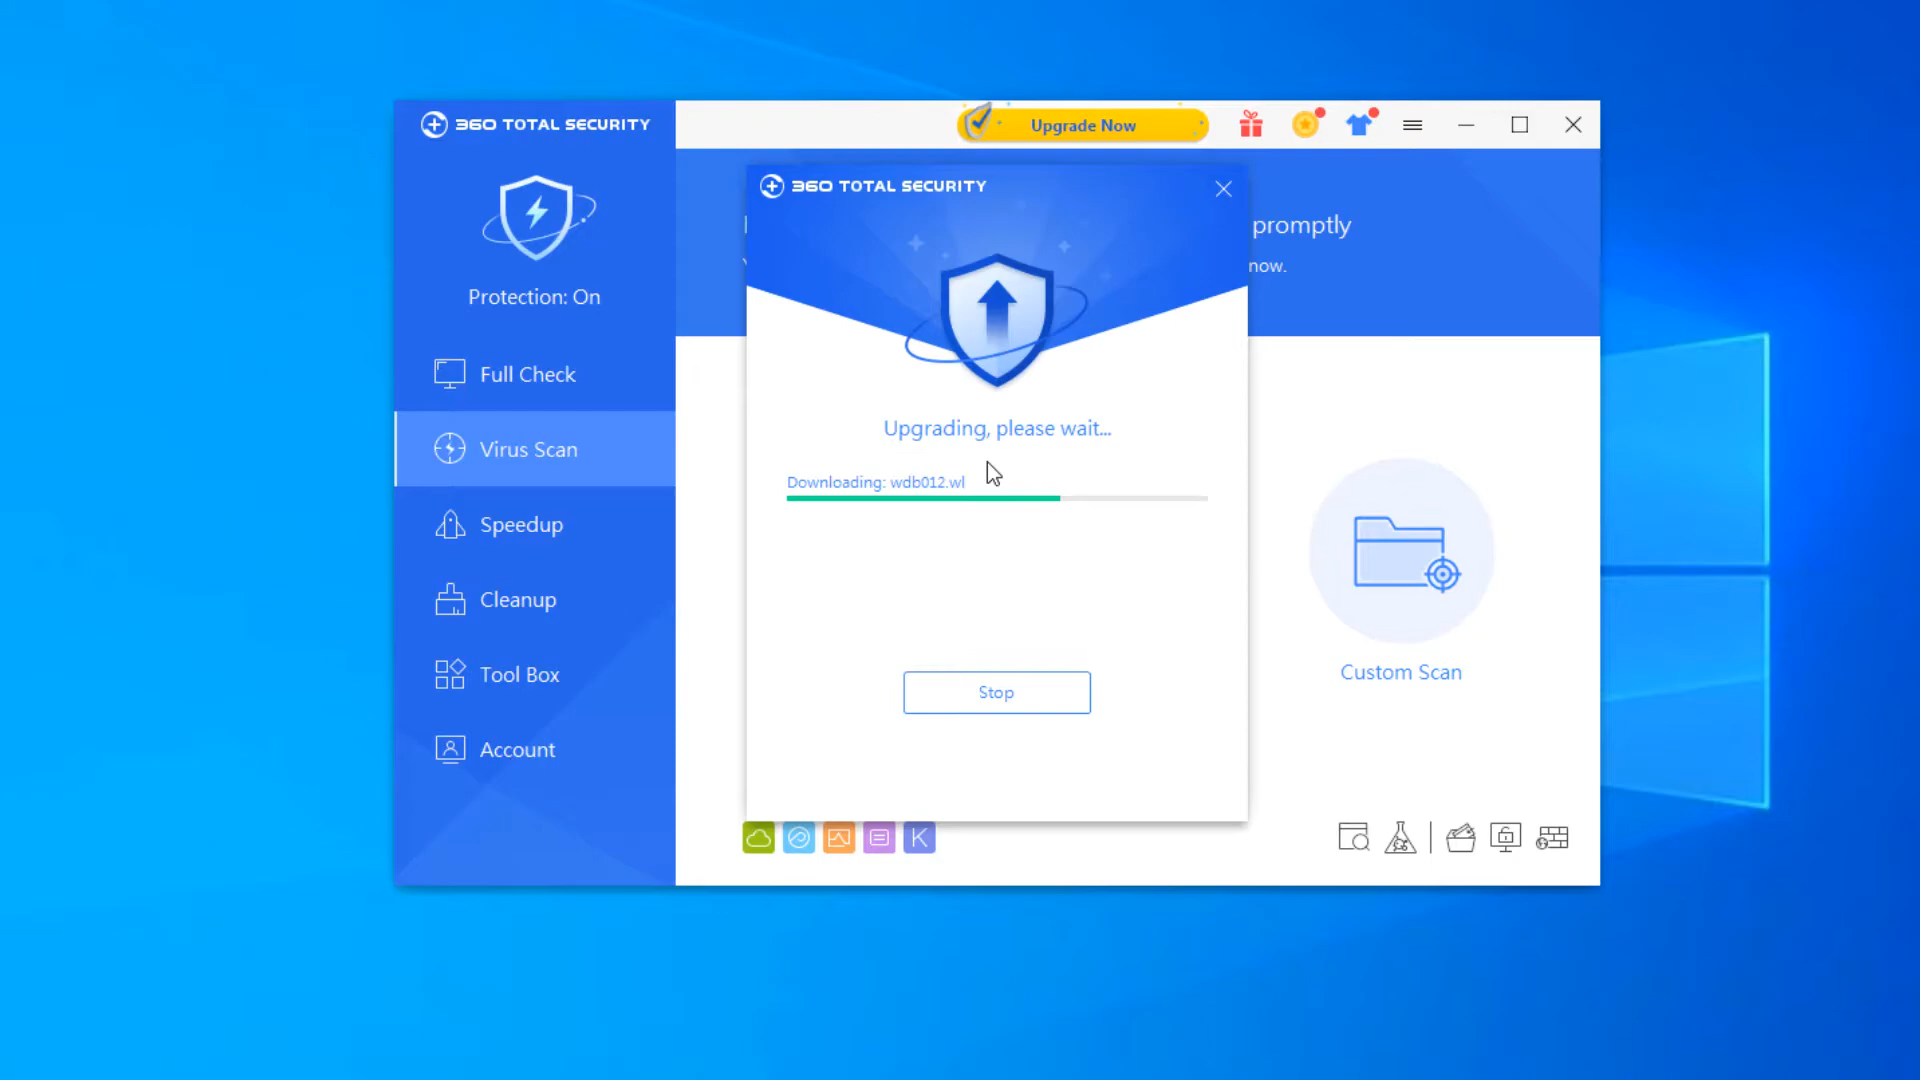 360 TOTAL SECURITY
Upgrade Now
Protection: On
Full Check
Virus Scan
Speedup
Cleanup
Tool Box
Account
promptly
now.
360 TOTAL SECURITY
Upgrading, please wait...
Downloading: wdb012.wl
Stop
Custom Scan
K